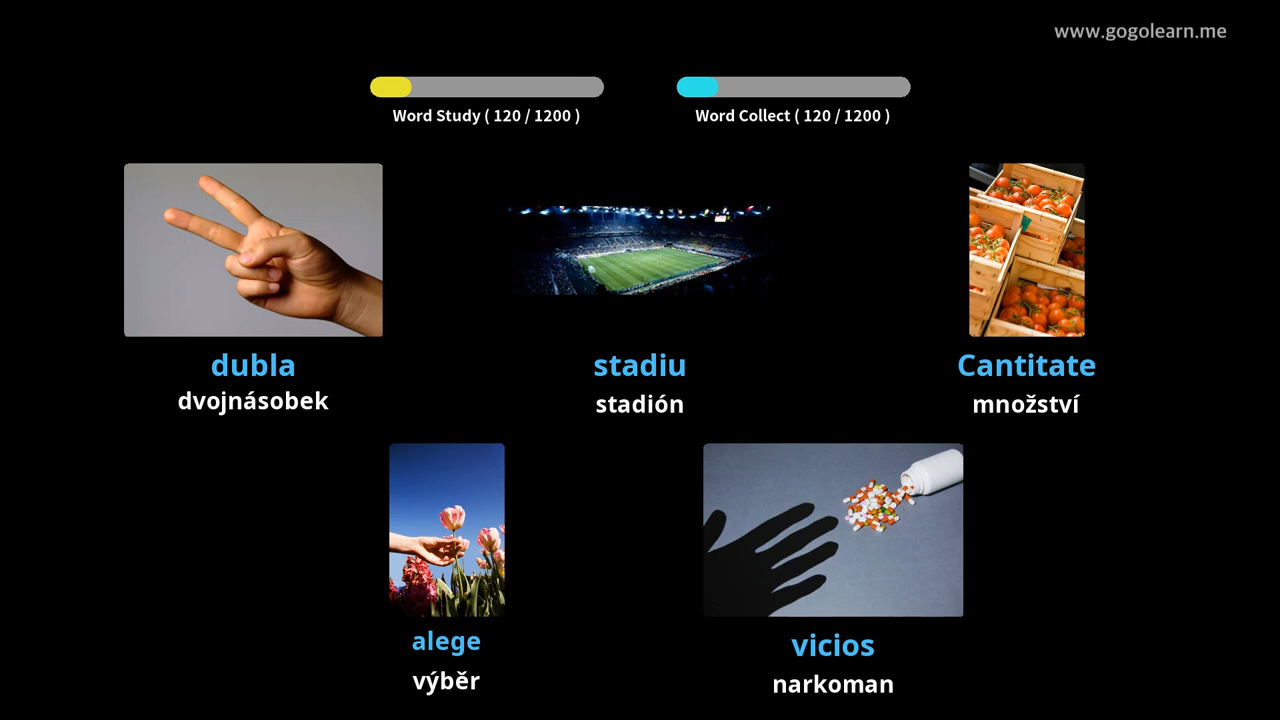 www.gogolearn.me
Word Study ( 120 / 1200 )
Word Collect ( 120 / 1200 )
dubla
dvojnásobek
stadiu
stadión
Cantitate
množství
alege
výběr
vicios
narkoman